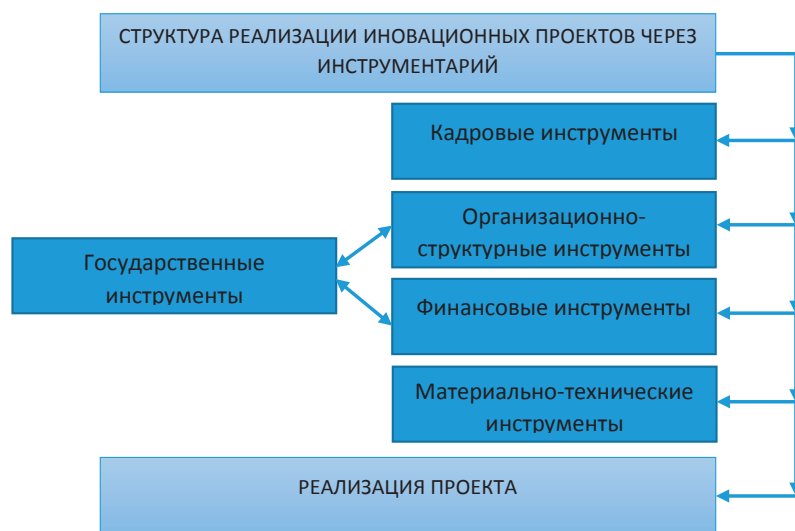 СТРУКТУРА РЕАЛИЗАЦИИ ИНОВАЦИОННЫХ ПРОЕКТОВ ЧЕРЕЗ
ИНСТРУМЕНТАРИЙ
Кадровые инструменты
Организационно-
структурные инструменты
Государственные
инструменты
Финансовые инструменты
Материально-технические
инструменты
РЕАЛИЗАЦИЯ ПРОЕКТА